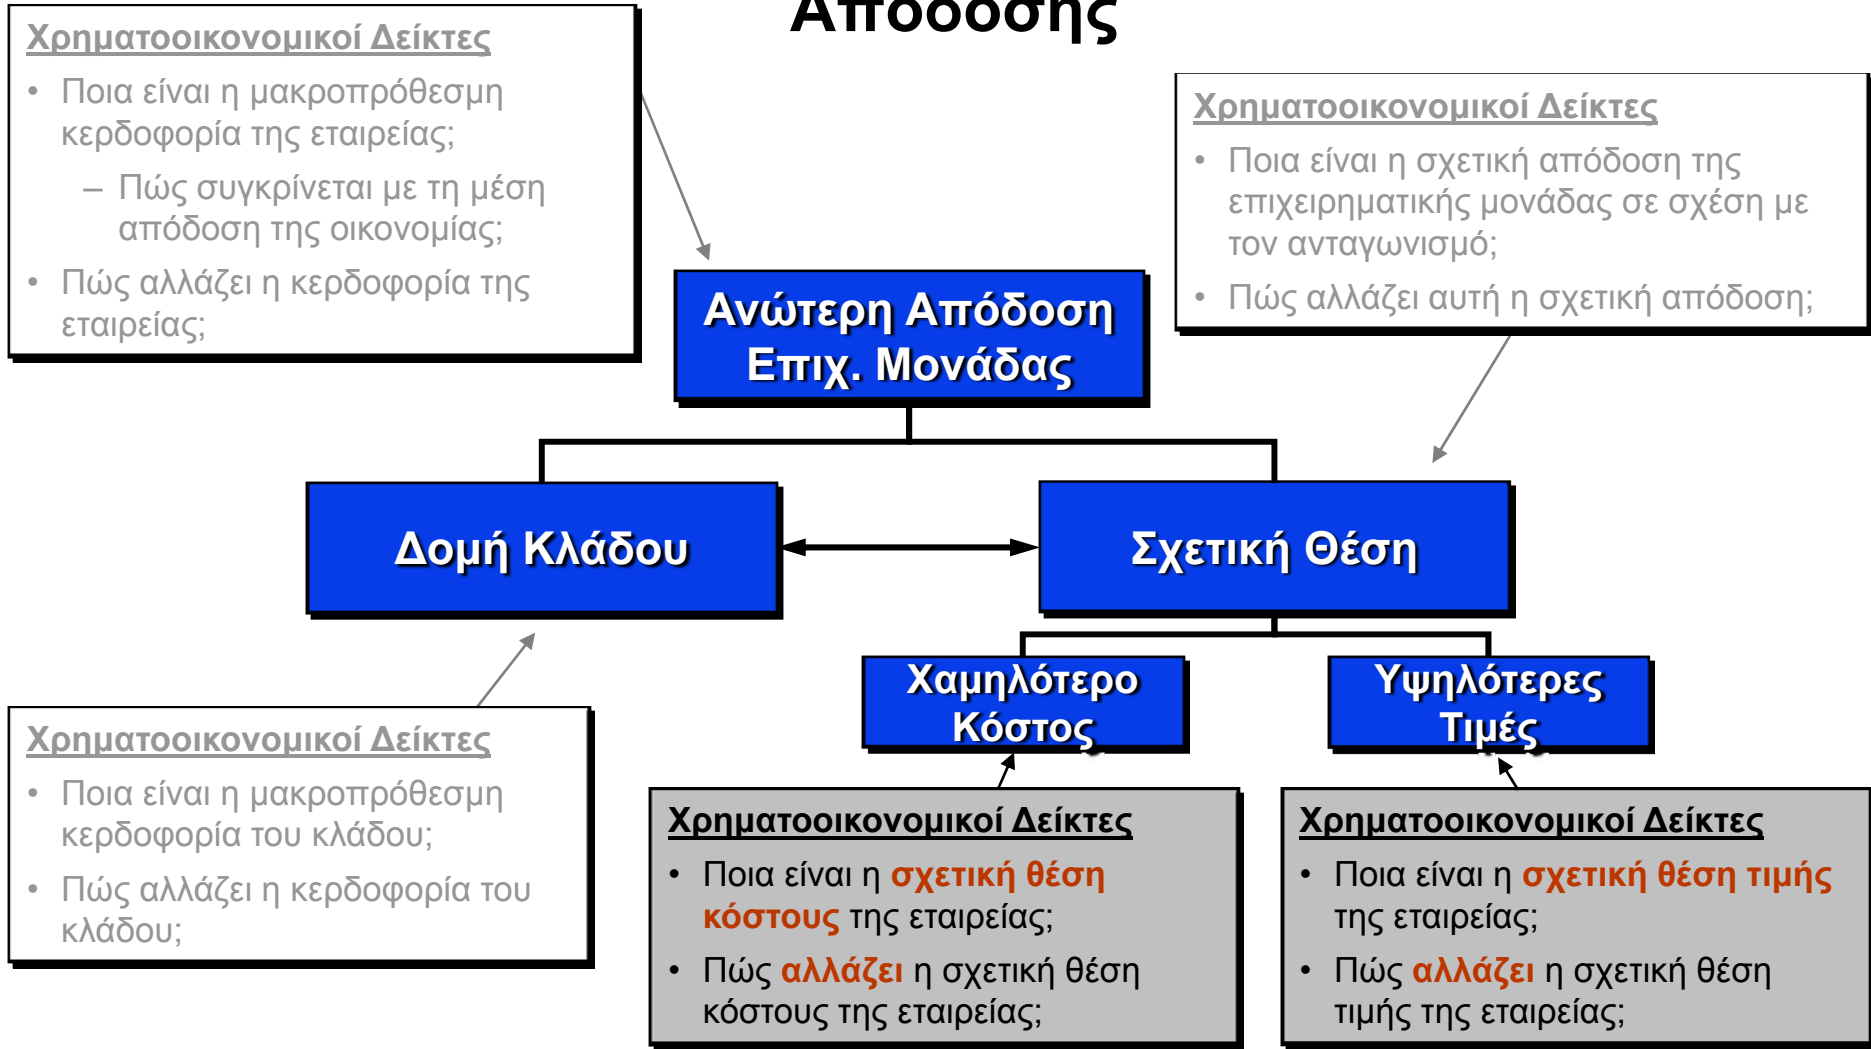 Απόδοσης
Χρηματοοικονομικοί Δείκτες
• Ποια είναι η μακροπρόθεσμη
κερδοφορία της εταιρείας;
– Πώς συγκρίνεται με τη μέση
απόδοση της οικονομίας;
• Πώς αλλάζει η κερδοφορία της
εταιρείας;
Χρηματοοικονομικοί Δείκτες
• Ποια είναι η σχετική απόδοση της
επιχειρηματικής μονάδας σε σχέση με
τον ανταγωνισμό;
• Πώς αλλάζει αυτή η σχετική απόδοση;
Ανώτερη Απόδοση
Επιχ. Μονάδας
Δομή Κλάδου
Σχετική Θέση
Χαμηλότερο
Κόστος
Υψηλότερες
Τιμές
Χρηματοοικονομικοί Δείκτες
• Ποια είναι η μακροπρόθεσμη
κερδοφορία του κλάδου;
• Πώς αλλάζει η κερδοφορία του
κλάδου;
Χρηματοοικονομικοί Δείκτες
• Ποια είναι η σχετική θέση
κόστους της εταιρείας;
• Πώς αλλάζει η σχετική θέση
κόστους της εταιρείας;
Χρηματοοικονομικοί Δείκτες
• Ποια είναι η σχετική θέση τιμής
της εταιρείας;
• Πώς αλλάζει η σχετική θέση
τιμής της εταιρείας;